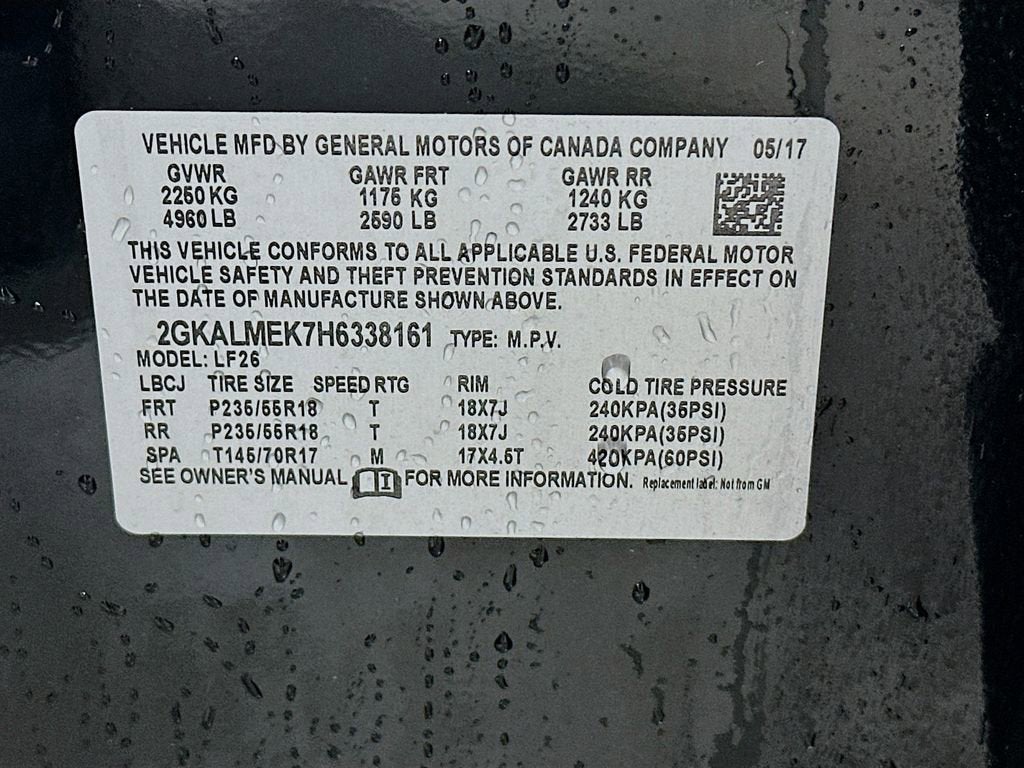 VEHICLE MFD BY GENERAL MOTORS OF CANADA COMPANY 05/17
GVWR GAWR FRT GAWR RR
2250 KG 1175 KG 1240 KG
4960 LB 2590 LB 2733 LB
THIS VEHICLE CONFORMS TO ALL APPLICABLE U.S. FEDERAL MOTOR
VEHICLE SAFETY AND THEFT PREVENTION STANDARDS IN EFFECT ON
THE DATE OF MANUFACTURE SHOWN ABOVE.
2GKALMEK7H6338161 TYPE: M.P.V.
MODEL: LF26
LBCJ TIRE SIZE SPEED RTG RIM COLD TIRE PRESSURE
FRT P235/55R18 T 18X7J 240KPA(35PSI)
RR P235/55R18 T 18X7J 240KPA(35PSI)
SPA T145/70R17 M 17X4.5T 420KPA(60PSI)
SEE OWNER'S MANUAL FOR MORE INFORMATION. Replacement label: Not from GM